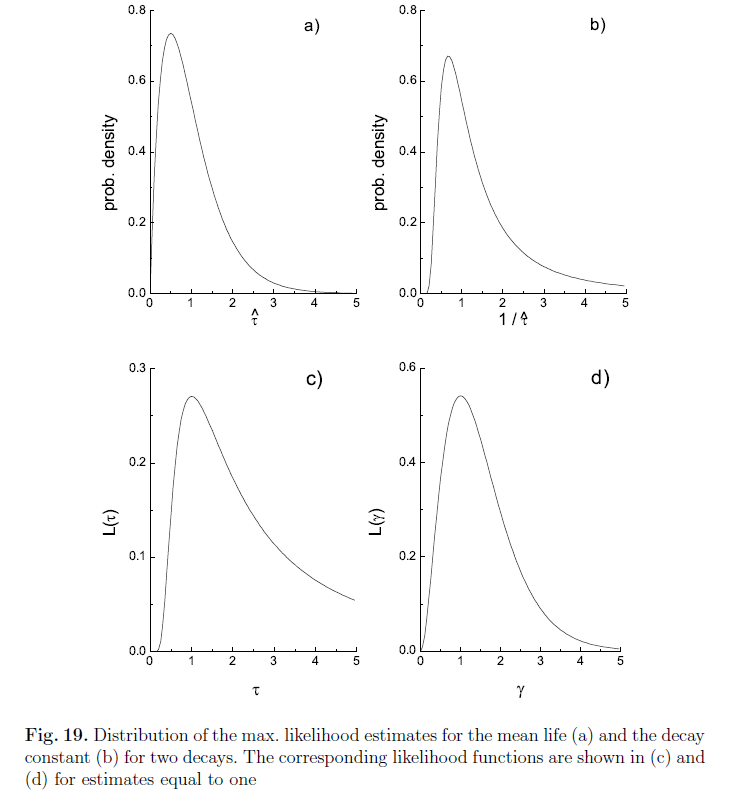 a)
prob. density
0.8
0.6
0.4
0.2
0.0
0 1 2 3 4 5
τ̂
b)
prob. density
0.8
0.6
0.4
0.2
0.0
0 1 2 3 4 5
1 / τ̂
c)
L(τ)
0.3
0.2
0.1
0.0
0 1 2 3 4 5
τ
d)
L(γ)
0.6
0.4
0.2
0.0
0 1 2 3 4 5
γ
Fig. 19. Distribution of the max. likelihood estimates for the mean life (a) and the decay
constant (b) for two decays. The corresponding likelihood functions are shown in (c) and
(d) for estimates equal to one